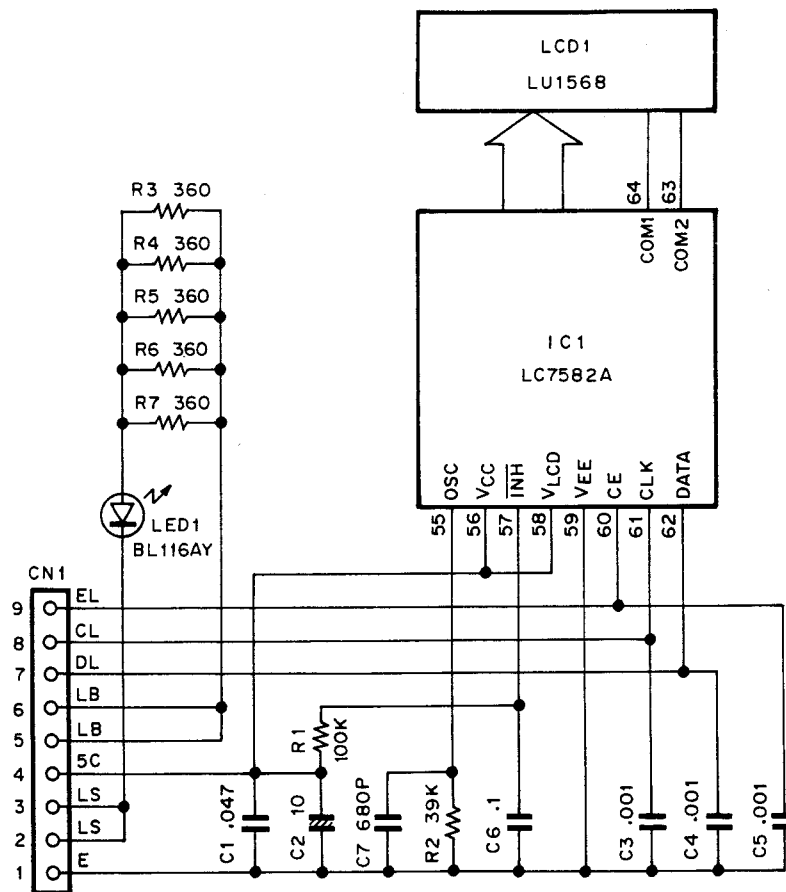 LCD1
LU1568
64
63
COM1
COM2
IC1
LC7582A
OSC
VCC
INH
VLCD
VEE
CE
CLK
DATA
55
56
57
58
59
60
61
62
R3 360
R4 360
R5 360
R6 360
R7 360
LED1
BL116AY
CN1
9 EL
8 CL
7 DL
6 LB
5 LB
4 5C
3 LS
2 LS
1 E
R1 100K
C1 .047
C2 10
C7 680P
R2 39K
C6 .1
C3 .001
C4 .001
C5 .001